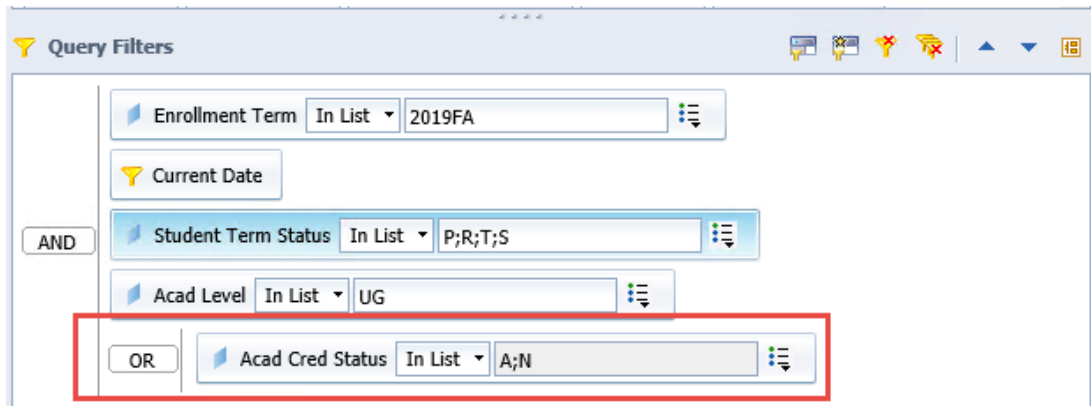 Query Filters
Enrollment Term In List 2019FA
Current Date
AND Student Term Status In List P;R;T;S
Acad Level In List UG
OR Acad Cred Status In List A;N